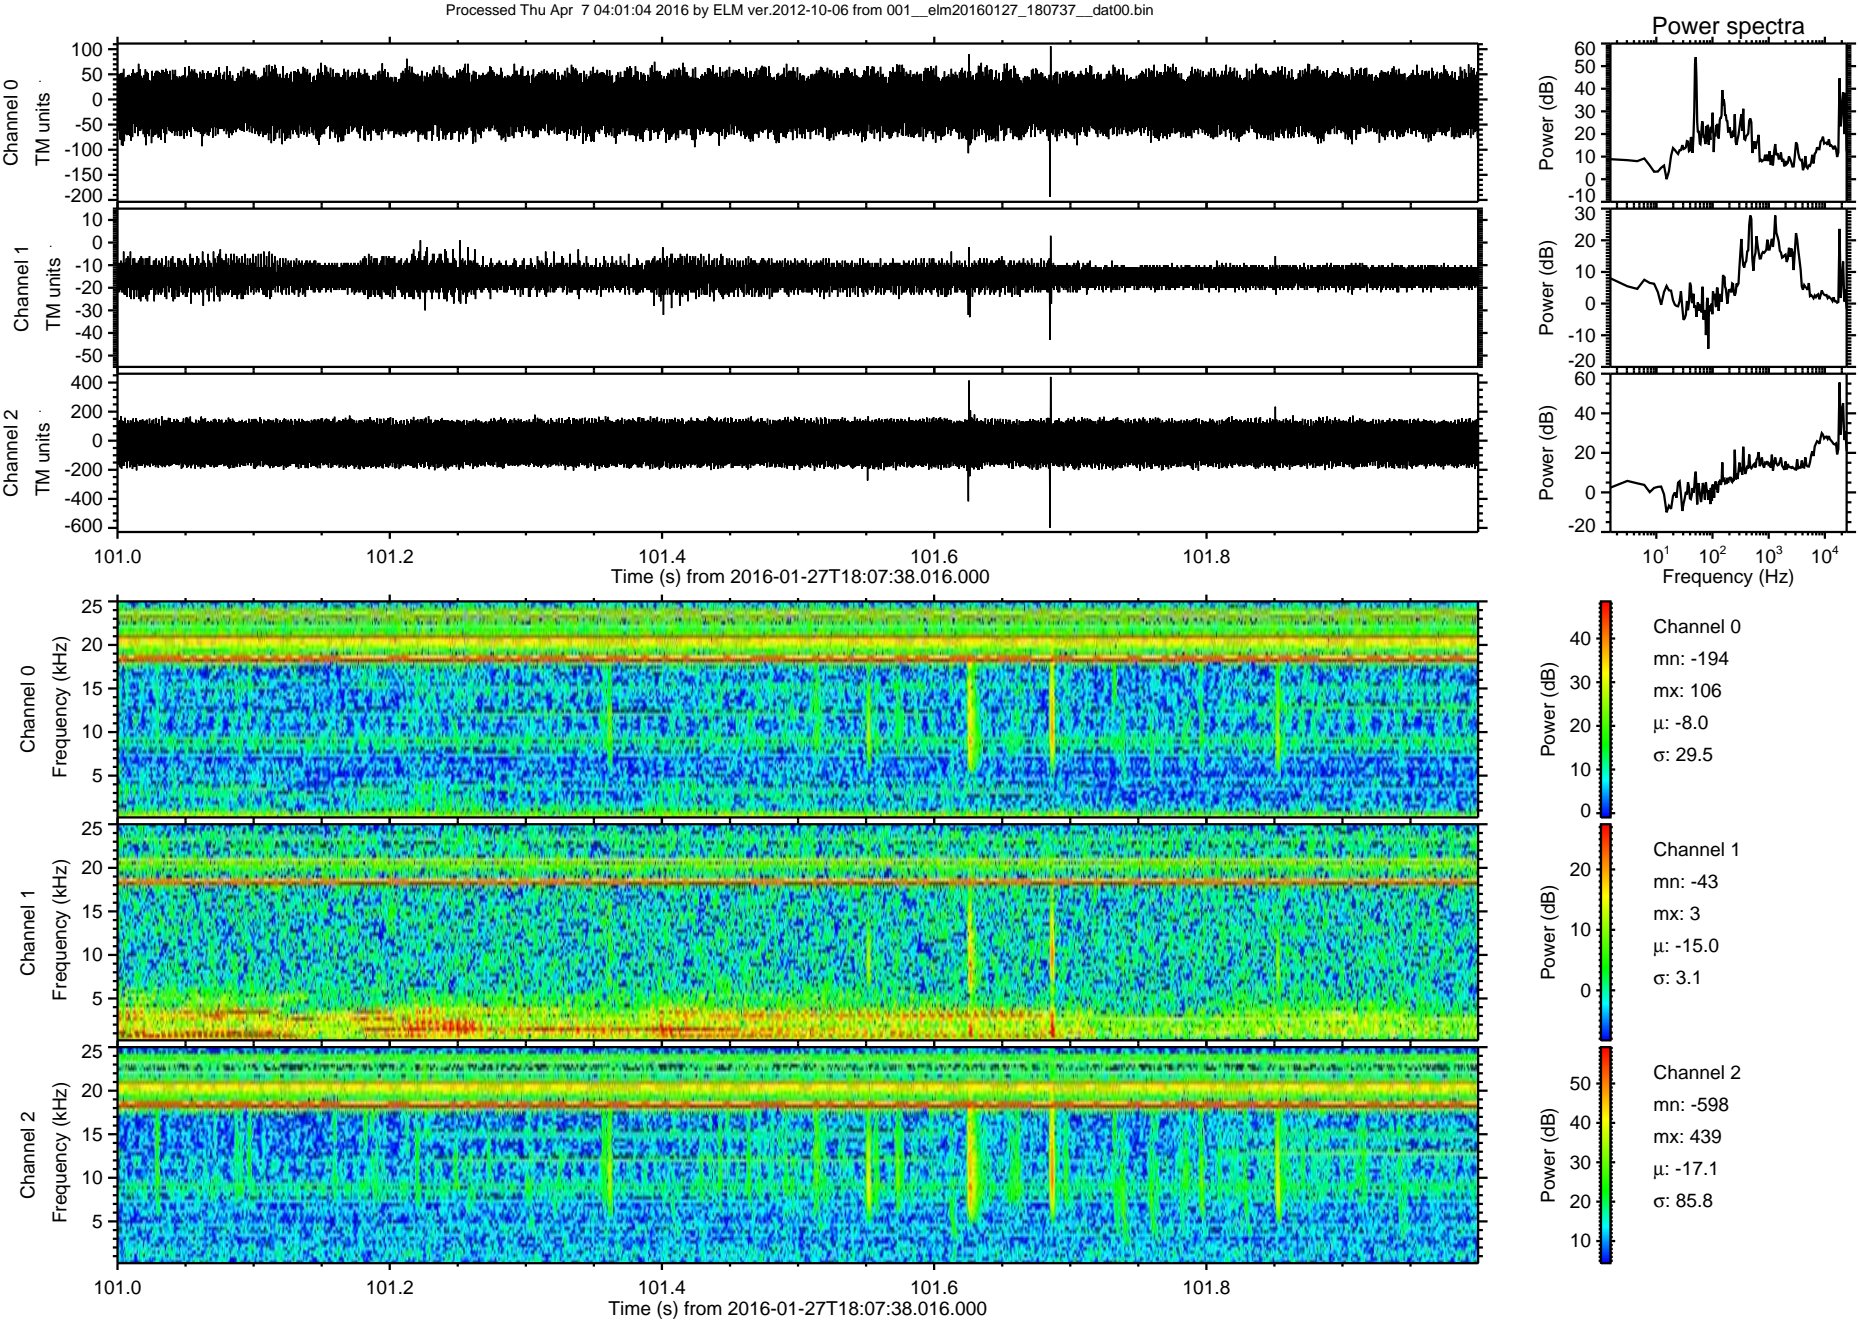 Processed Thu Apr  7 04:01:04 2016 by ELM ver.2012-10-06 from 001__elm20160127_180737__dat00.bin
Power spectra
Channel 0
TM units
100
50
0
-50
-100
-150
-200
Power (dB)
60
50
40
30
20
10
0
-10
Channel 1
TM units
10
0
-10
-20
-30
-40
-50
Power (dB)
30
20
10
0
-10
-20
Channel 2
TM units
400
200
0
-200
-400
-600
Power (dB)
60
40
20
0
-20
101.0 101.2 101.4 101.6 101.8
Time (s) from 2016-01-27T18:07:38.016.000
10¹ 10² 10³ 10⁴
Frequency (Hz)
Channel 0
Frequency (kHz)
25
20
15
10
5
Power (dB)
40
30
20
10
0
Channel 0
mn: -194
mx: 106
μ: -8.0
σ: 29.5
Channel 1
Frequency (kHz)
25
20
15
10
5
Power (dB)
20
10
0
Channel 1
mn: -43
mx: 3
μ: -15.0
σ: 3.1
Channel 2
Frequency (kHz)
25
20
15
10
5
Power (dB)
50
40
30
20
10
Channel 2
mn: -598
mx: 439
μ: -17.1
σ: 85.8
101.0 101.2 101.4 101.6 101.8
Time (s) from 2016-01-27T18:07:38.016.000